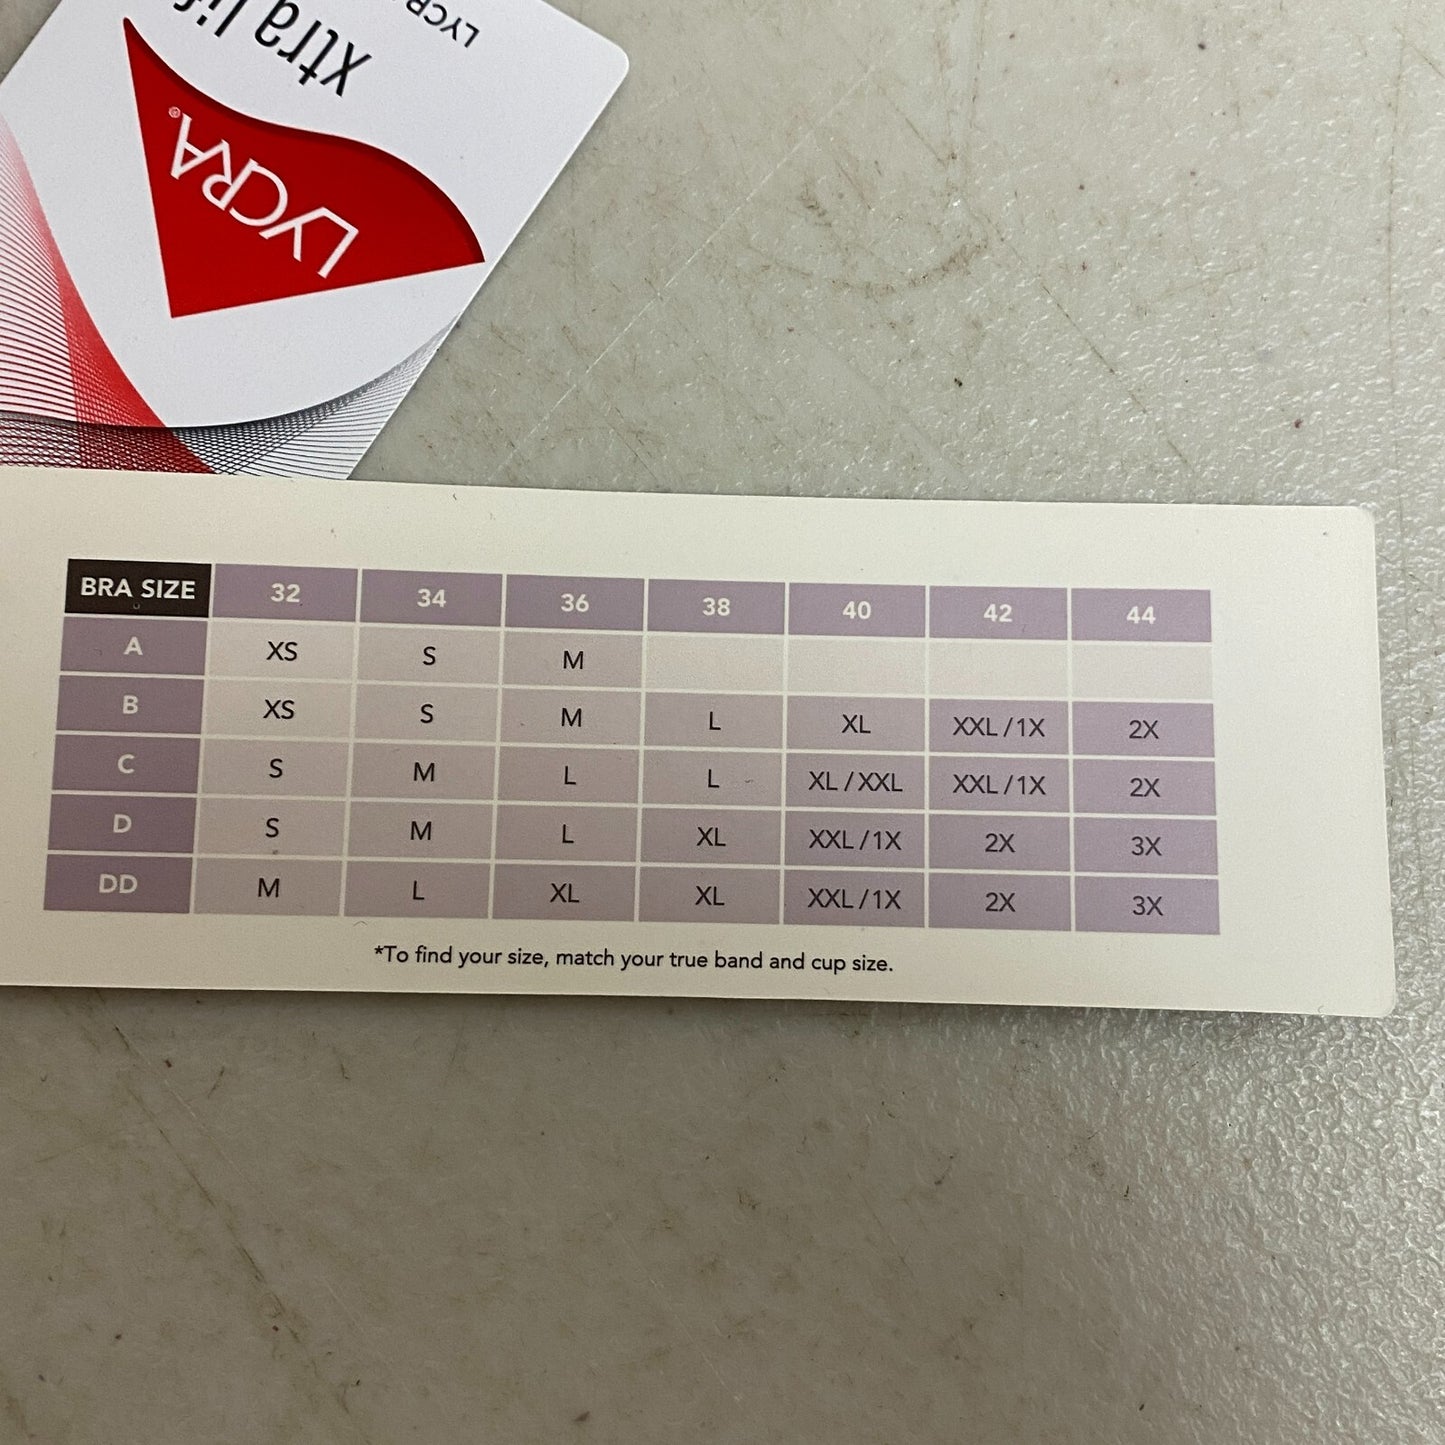 LYCRA
xtra
LYCRA®
BRA SIZE 32 34 36 38 40 42 44
A XS S M
B XS S M L XL XXL/1X 2X
C S M L L XL/XXL XXL/1X 2X
D S M L XL XXL/1X 2X 3X
DD M L XL XL XXL/1X 2X 3X
*To find your size, match your true band and cup size.